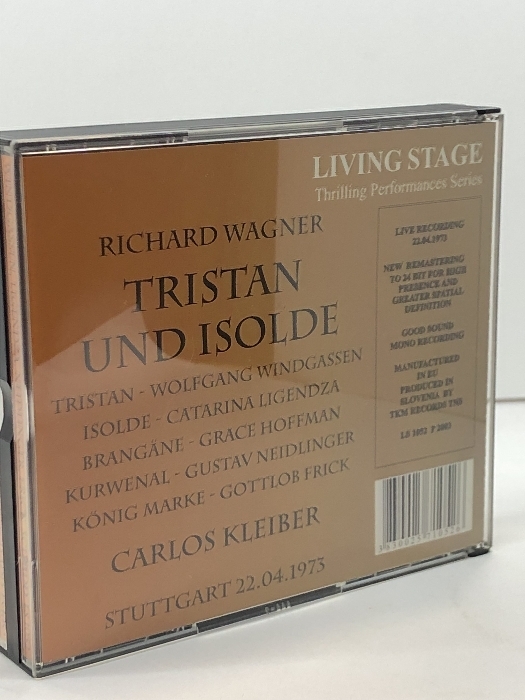 LIVING STAGE
Thrilling Performances Series
RICHARD WAGNER
TRISTAN
UND ISOLDE
TRISTAN - WOLFGANG WINDGASSEN
ISOLDE - CATARINA LIGENDZA
BRANGÄNE - GRACE HOFFMAN
KURWENAL - GUSTAV NEIDLINGER
KÖNIG MARKE - GOTTLOB FRICK
CARLOS KLEIBER
STUTTGART 22.04.1973
LIVE RECORDING
22.04.1973
NEW REMASTERING
TO 24 BIT FOR HIGH
PRESENCE AND
GREATER SPATIAL
DEFINITION
GOOD SOUND
MONO RECORDING
MANUFACTURED
IN EU
PRODUCED IN
SLOVENIA BY
TKM RECORDS
LS 1052 P 2003